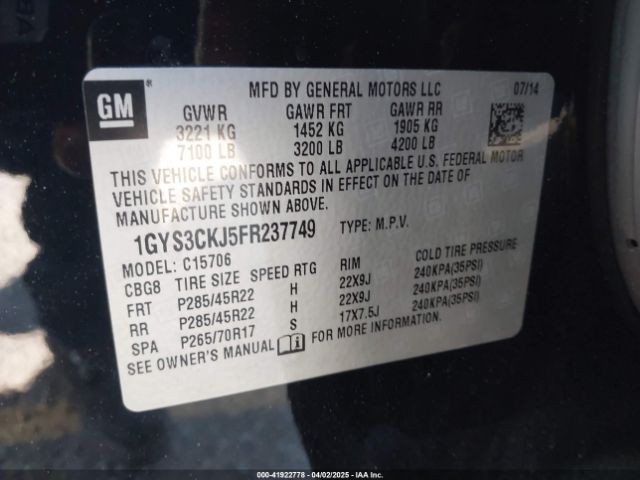 GM ®
MFD BY GENERAL MOTORS LLC 07/14
GVWR GAWR FRT GAWR RR
3221 KG 1452 KG 1905 KG
7100 LB 3200 LB 4200 LB
THIS VEHICLE CONFORMS TO ALL APPLICABLE U.S. FEDERAL MOTOR
VEHICLE SAFETY STANDARDS IN EFFECT ON THE DATE OF
MANUFACTURE SHOWN ABOVE.
1GYS3CKJ5FR237749 TYPE: M.P.V.
MODEL: C15706
CBG8 TIRE SIZE SPEED RTG RIM COLD TIRE PRESSURE
FRT P285/45R22 H 22X9J 240KPA(35PSI)
RR P285/45R22 H 22X9J 240KPA(35PSI)
SPA P265/70R17 S 17X7.5J 240KPA(35PSI)
SEE OWNER'S MANUAL FOR MORE INFORMATION.
000-41922778 - 04/02/2025 - IAA Inc.